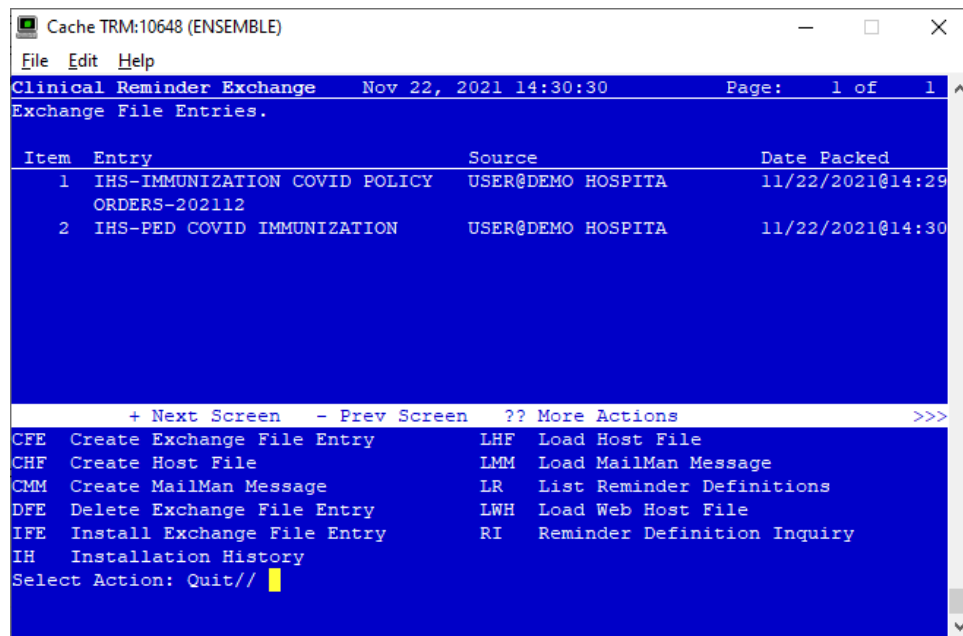 Cache TRM:10648 (ENSEMBLE)
File Edit Help
Clinical Reminder Exchange Nov 22, 2021 14:30:30 Page: 1 of 1
Exchange File Entries.
Item Entry Source Date Packed
1 IHS-IMMUNIZATION COVID POLICY USER@DEMO HOSPITA 11/22/2021@14:29
ORDERS-202112
2 IHS-PED COVID IMMUNIZATION USER@DEMO HOSPITA 11/22/2021@14:30
+ Next Screen - Prev Screen ?? More Actions >>>
CFE Create Exchange File Entry LHF Load Host File
CHF Create Host File LMM Load MailMan Message
CMM Create MailMan Message LR List Reminder Definitions
DFE Delete Exchange File Entry LWH Load Web Host File
IFE Install Exchange File Entry RI Reminder Definition Inquiry
IH Installation History
Select Action: Quit//